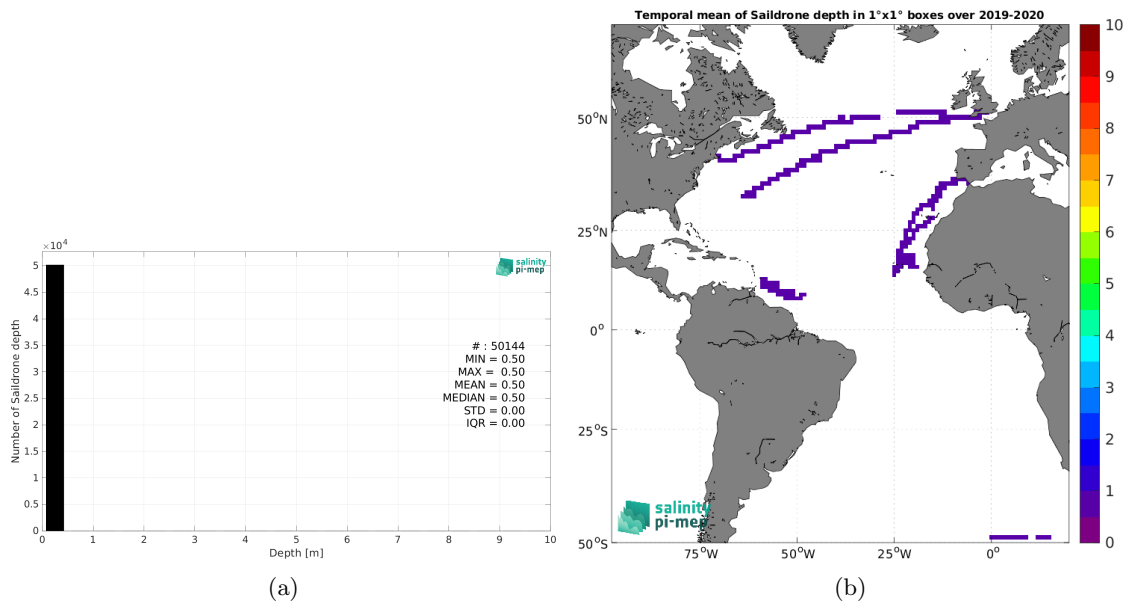 ×10⁴
5
4.5
4
3.5
3
2.5
2
1.5
1
0.5
0
Number of Saildrone depth
salinity
pi-mep
# : 50144
MIN = 0.50
MAX = 0.50
MEAN = 0.50
MEDIAN = 0.50
STD = 0.00
IQR = 0.00
0 1 2 3 4 5 6 7 8 9 10
Depth [m]
(a)
Temporal mean of Saildrone depth in 1°x1° boxes over 2019-2020
50°N
25°N
0°
25°S
50°S
salinity
pi-mep
75°W 50°W 25°W 0°
10
9
8
7
6
5
4
3
2
1
0
(b)